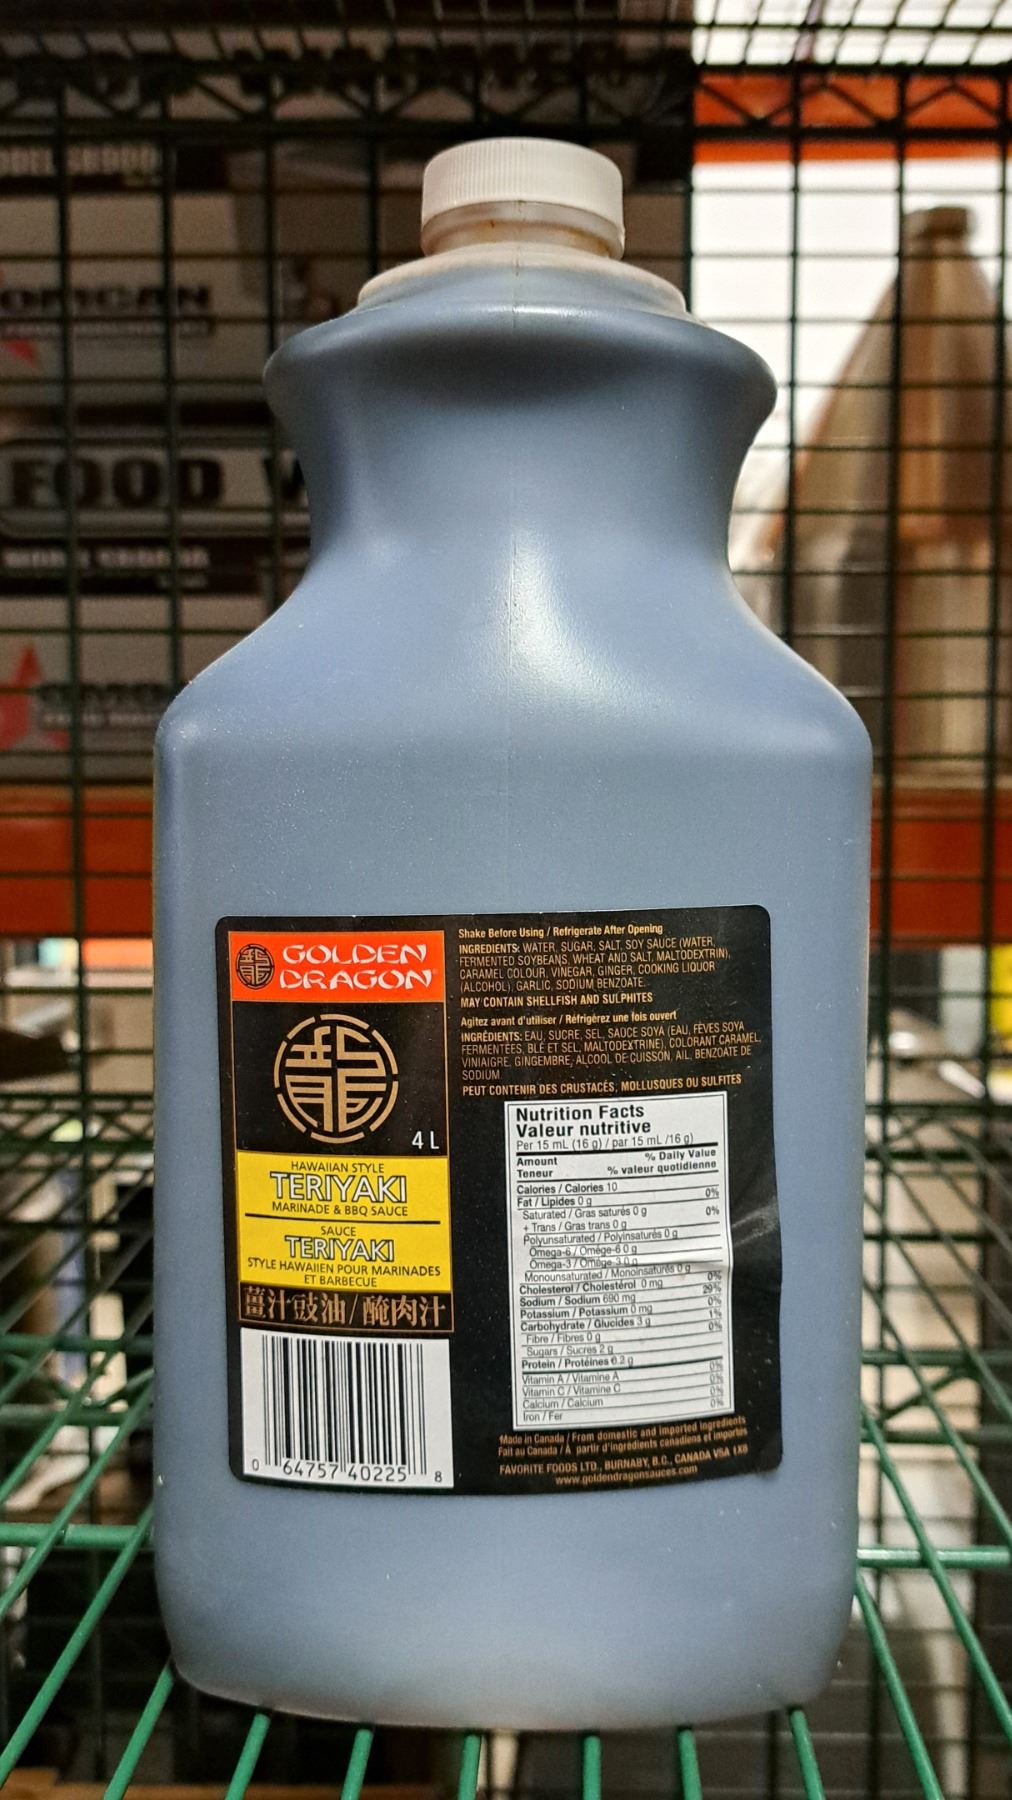 FOOD
GOLDEN
DRAGON
4 L
HAWAIIAN STYLE
TERIYAKI
MARINADE & BBQ SAUCE
SAUCE
TERIYAKI
STYLE HAWAIIEN POUR MARINADES
ET BARBECUE
薑汁豉油/醃肉汁
0 64757 40225 8
Shake Before Using / Refrigerate After Opening
INGREDIENTS: WATER, SUGAR, SALT, SOY SAUCE (WATER,
FERMENTED SOYBEANS, WHEAT AND SALT, MALTODEXTRIN),
CARAMEL COLOUR, VINEGAR, GINGER, COOKING LIQUOR
(ALCOHOL), GARLIC, SODIUM BENZOATE.
MAY CONTAIN SHELLFISH AND SULPHITES
Agitez avant d'utiliser / Réfrigérez une fois ouvert
INGRÉDIENTS: EAU, SUCRE, SEL, SAUCE SOYA (EAU, FÈVES SOYA
FERMENTÉES, BLÉ ET SEL, MALTODEXTRINE), COLORANT CARAMEL,
VINIAIGRE, GINGEMBRE, ALCOOL DE CUISSON, AIL, BENZOATE DE
SODIUM.
PEUT CONTENIR DES CRUSTACÉS, MOLLUSQUES OU SULFITES
Nutrition Facts
Valeur nutritive
Per 15 mL (16 g) / par 15 mL /16 g)
Amount % Daily Value
Teneur % valeur quotidienne
Calories / Calories 10
Fat / Lipides 0 g 0%
Saturated / Gras saturés 0 g 0%
+ Trans / Gras trans 0 g
Polyunsaturated / Polyinsaturés 0 g
Omega-6 / Oméga-6 0 g
Omega-3 / Oméga-3 0 g
Monounsaturated / Monoinsaturés 0 g
Cholesterol / Cholestérol 0 mg 0%
Sodium / Sodium 690 mg 29%
Potassium / Potassium 0 mg 0%
Carbohydrate / Glucides 3 g 1%
Fibre / Fibres 0 g 0%
Sugars / Sucres 2 g
Protein / Protéines 0.2 g
Vitamin A / Vitamine A 0%
Vitamin C / Vitamine C 0%
Calcium / Calcium 0%
Iron / Fer 0%
Made in Canada / From domestic and imported ingredients
Fait au Canada / À partir d'ingrédients canadiens et importés
FAVORITE FOODS LTD., BURNABY, B.C., CANADA V5A 1X8
www.goldendragonsauces.com